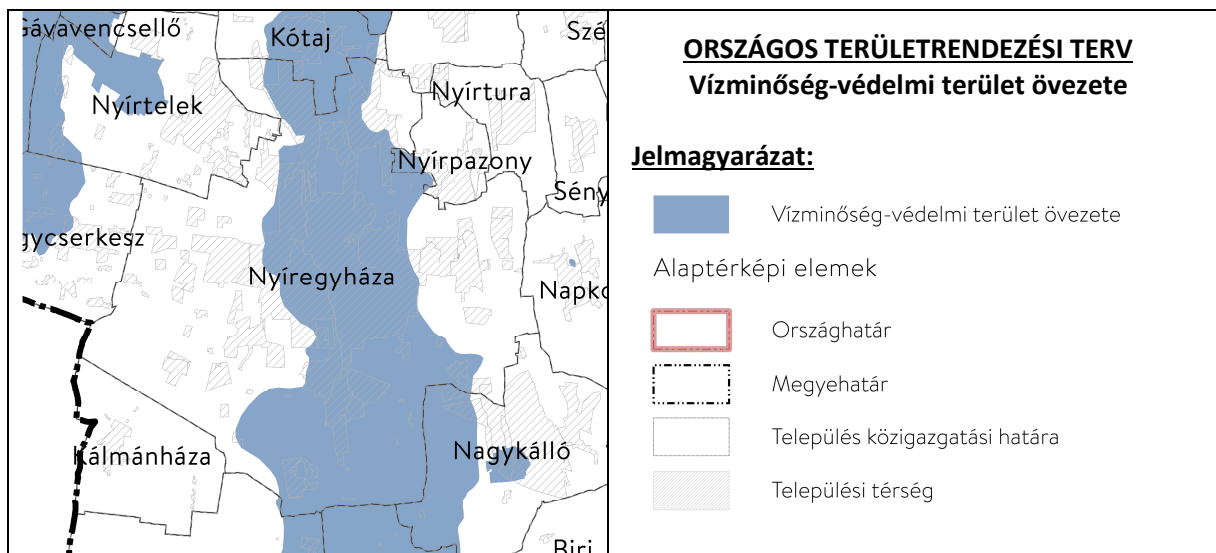 Gávavencsellő
Kótaj
Szé
Nyírtelek
Nyírtura
Nyírpazony
Sény
gycserkesz
Nyíregyháza
Napko
Kálmánháza
Nagykálló
Biri
ORSZÁGOS TERÜLETRENDEZÉSI TERV
Vízminőség-védelmi terület övezete
Jelmagyarázat:
Vízminőség-védelmi terület övezete
Alaptérképi elemek
Országhatár
Megyehatár
Település közigazgatási határa
Települési térség